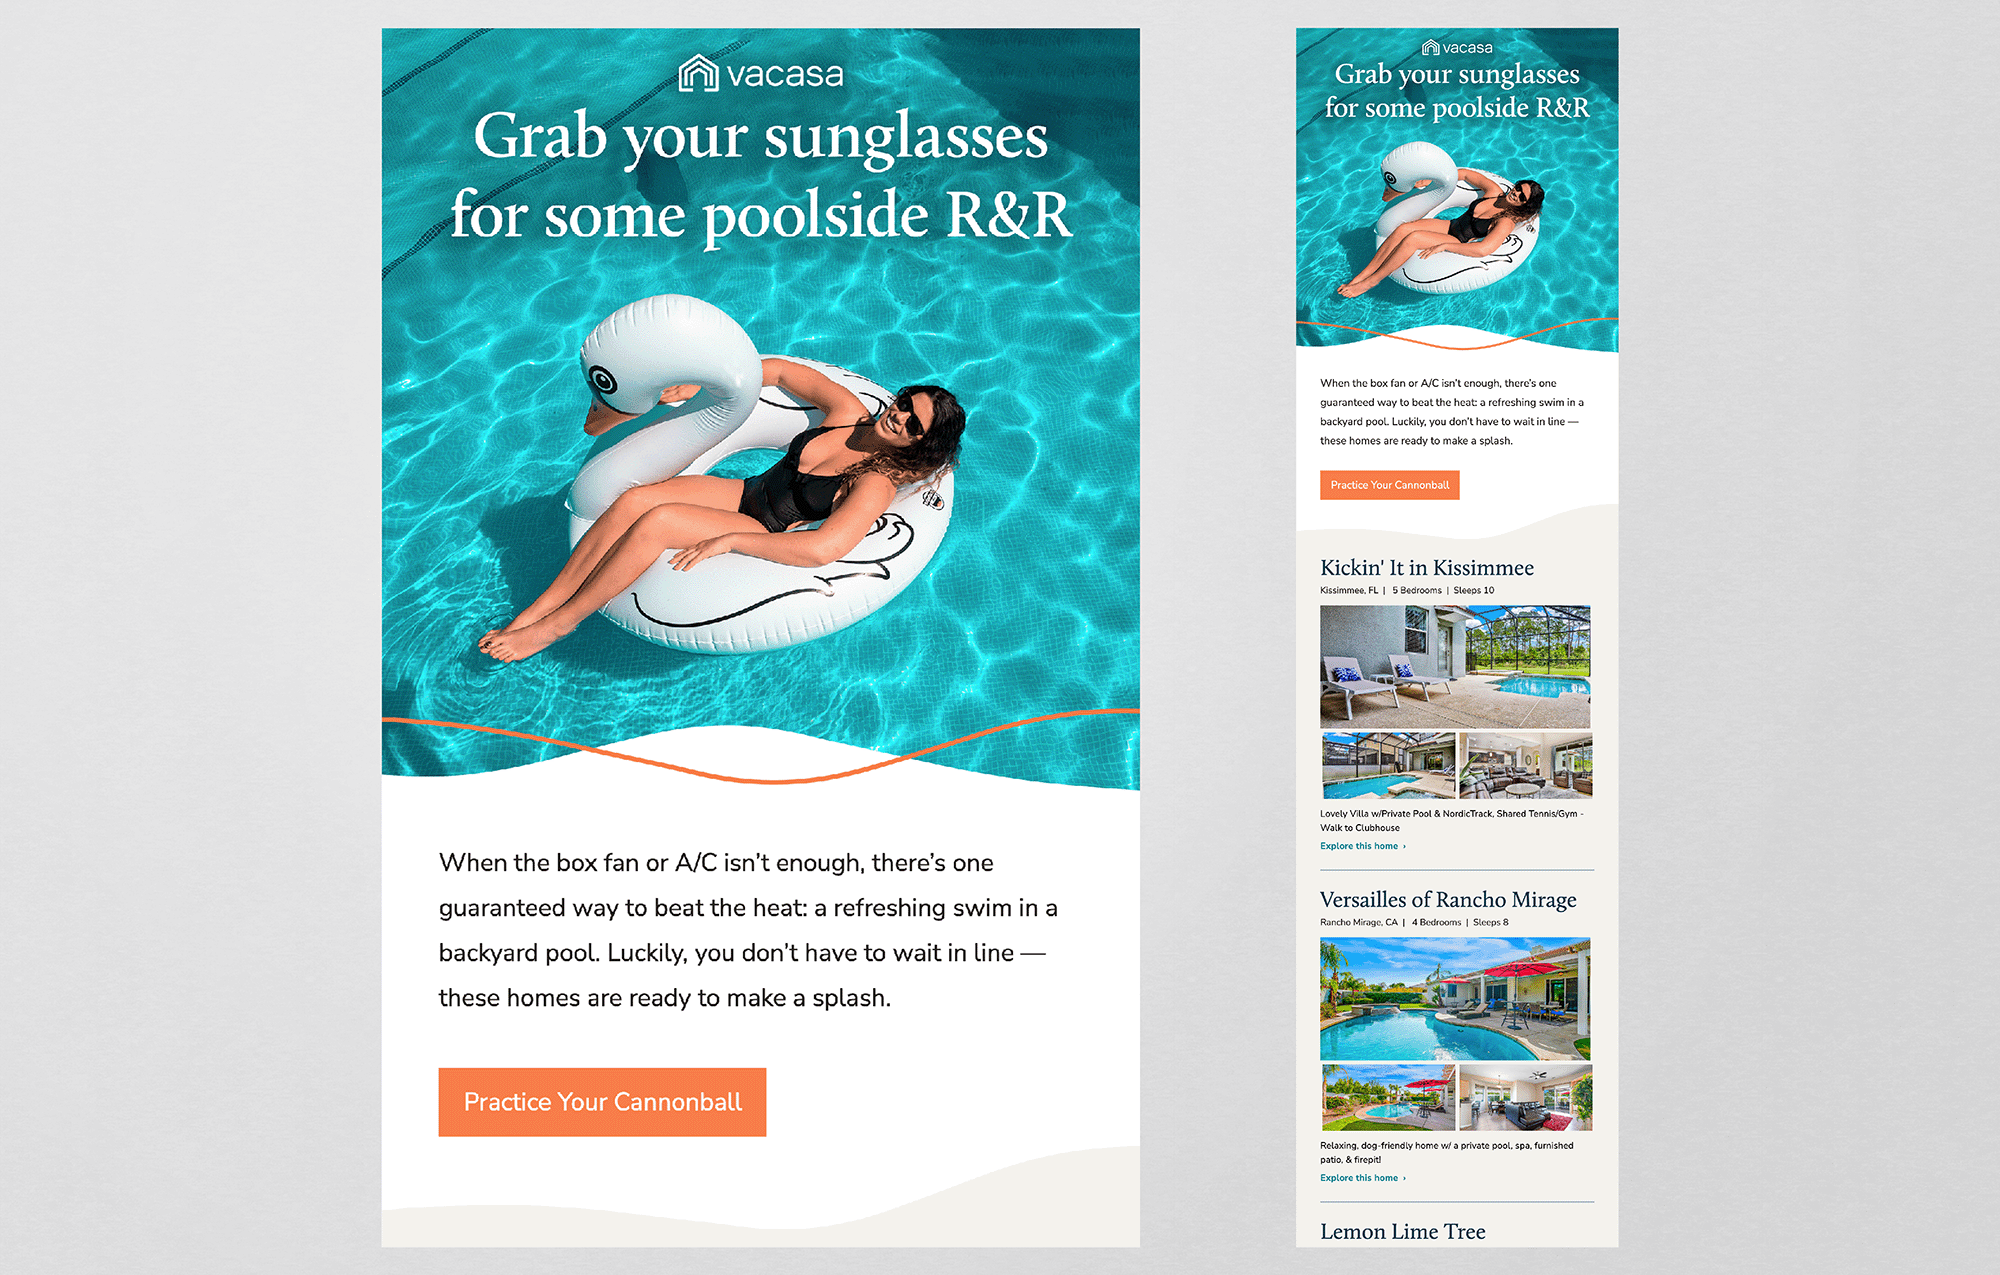 vacasa
Grab your sunglasses
for some poolside R&R
When the box fan or A/C isn't enough, there's one
guaranteed way to beat the heat: a refreshing swim in a
backyard pool. Luckily, you don't have to wait in line —
these homes are ready to make a splash.
Practice Your Cannonball
vacasa
Grab your sunglasses
for some poolside R&R
When the box fan or A/C isn't enough, there's one
guaranteed way to beat the heat: a refreshing swim in a
backyard pool. Luckily, you don't have to wait in line —
these homes are ready to make a splash.
Practice Your Cannonball
Kickin' It in Kissimmee
Kissimmee, FL | 5 Bedrooms | Sleeps 10
Lovely Villa w/Private Pool & NordicTrack, Shared Tennis/Gym -
Walk to Clubhouse
Explore this home ›
Versailles of Rancho Mirage
Rancho Mirage, CA | 4 Bedrooms | Sleeps 8
Relaxing, dog-friendly home w/ a private pool, spa, furnished
patio, & firepit!
Explore this home ›
Lemon Lime Tree